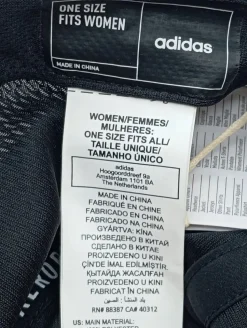 ONE SIZE
FITS WOMEN
adidas
MADE IN CHINA
WOMEN/FEMMES/
MULHERES:
ONE SIZE FITS ALL/
TAILLE UNIQUE/
TAMANHO ÚNICO
adidas
Hoogoorddreef 9a
Amsterdam 1101 BA
The Netherlands
MADE IN CHINA
FABRIQUÉ EN CHINE
FABRICADO EN CHINA
FABRICADO NA CHINA
GYÁRTVA: KÍNA
ПРОИЗВЕДЕНО В КИТАЙ
СДЕЛАНО В КИТАЕ
PROIZVEDENO U KINI
ÇİN'DE İMAL EDİLMİŞTİR.
ҚЫТАЙДА ЖАСАЛҒАН
PROIZVEDENO U KINI
FABRICAT ÎN CHINA
بلد المنشأ : الصين
RN# 88387 CA# 40312
US: MAIN MATERIAL: